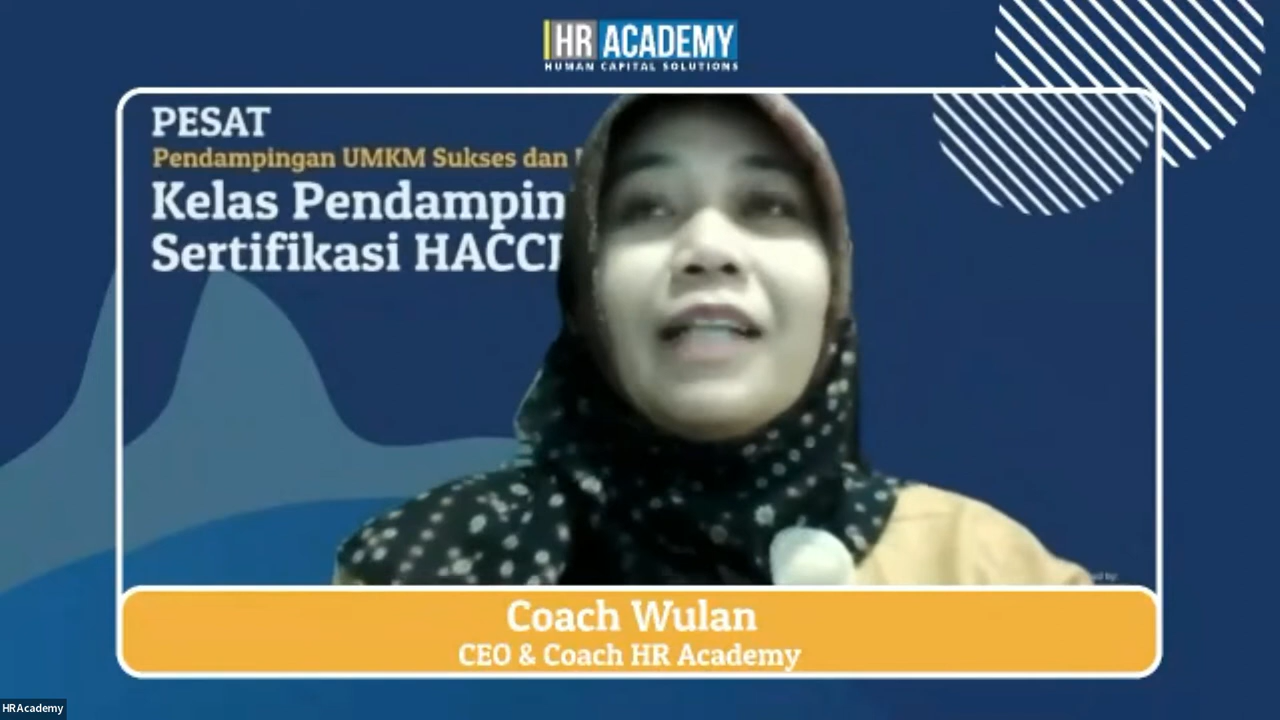 HR ACADEMY
HUMAN CAPITAL SOLUTIONS
PESAT
Pendampingan UMKM Sukses dan
Kelas Pendampin
Sertifikasi HACC
Coach Wulan
CEO & Coach HR Academy
HRAcademy